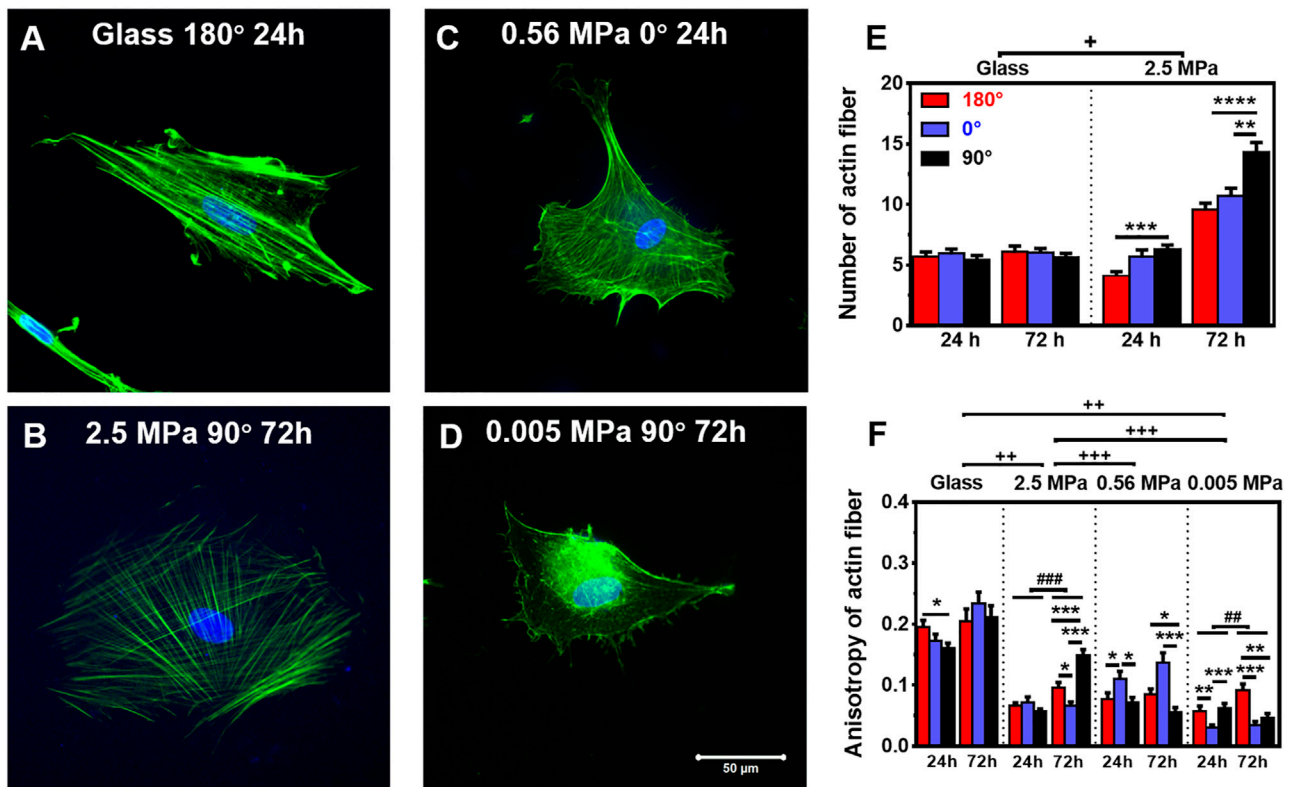 A Glass 180° 24h
C 0.56 MPa 0° 24h
B 2.5 MPa 90° 72h
D 0.005 MPa 90° 72h
50 µm
E
+
Glass 2.5 MPa
Number of actin fiber
20
15
10
5
0
180°
0°
90°
***
****
**
24 h 72 h 24 h 72 h
F
++
+++
++ +++
Glass 2.5 MPa 0.56 MPa 0.005 MPa
Anisotropy of actin fiber
0.4
0.3
0.2
0.1
0.0
*
###
***
***
*
* *
*
***
##
** ***
**
***
24h 72h 24h 72h 24h 72h 24h 72h